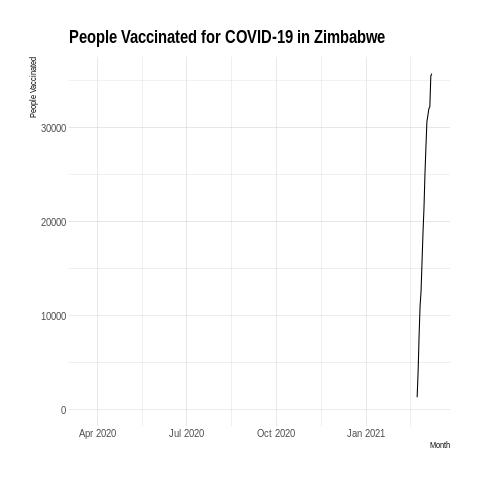 People Vaccinated for COVID-19 in Zimbabwe
People Vaccinated
30000
20000
10000
0
Apr 2020
Jul 2020
Oct 2020
Jan 2021
Month